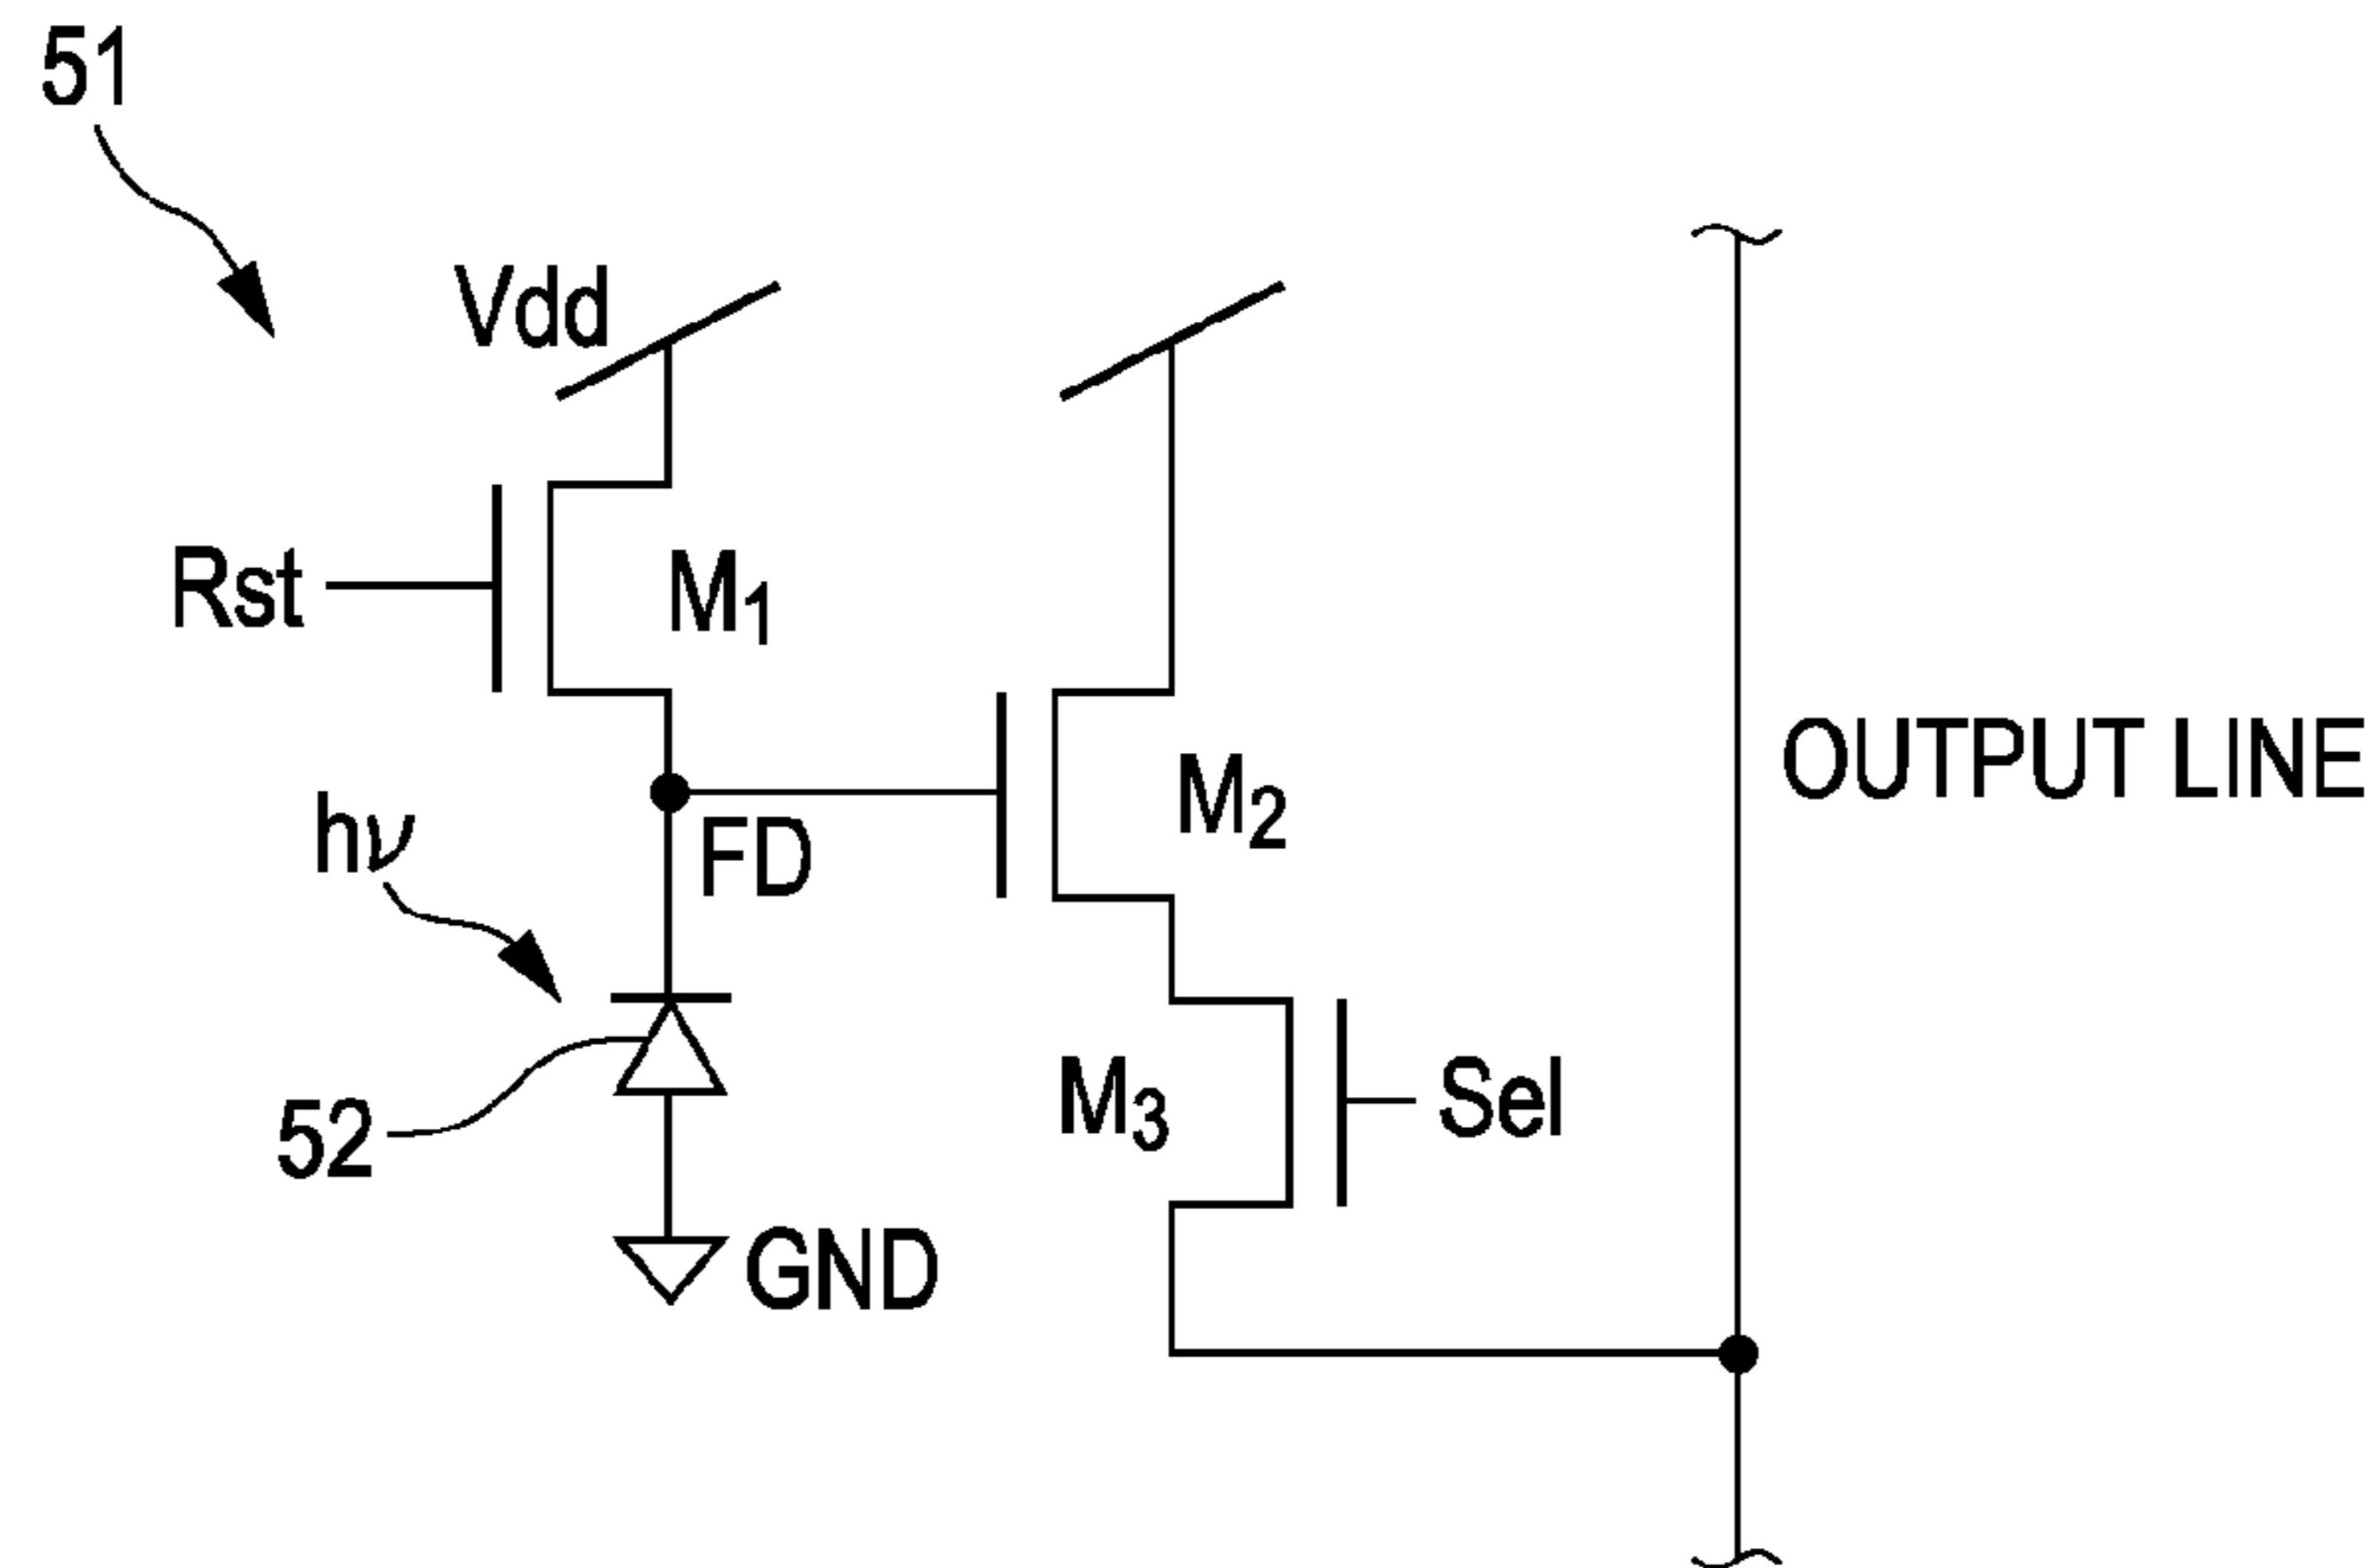 51
Vdd
Rst
M1
OUTPUT LINE
M2
hν
FD
M3
Sel
52
GND